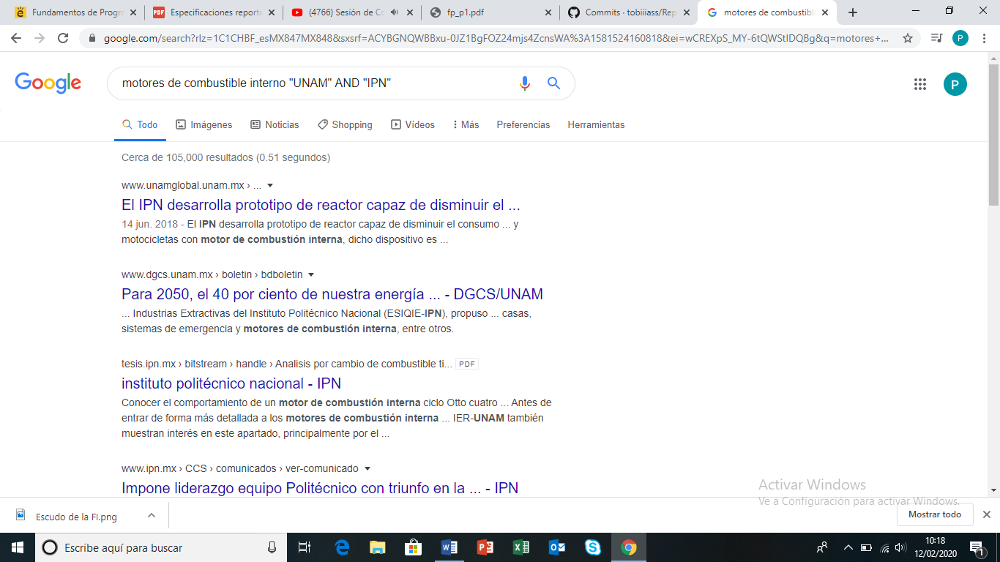 Fundamentos de Progra
Especificaciones reporte
(4766) Sesión de Co
fp_p1.pdf
Commits · tobiiiass/Rep
motores de combustible
google.com/search?rlz=1C1CHBF_esMX847MX848&sxsrf=ACYBGNQWBBxu-0JZ1BgFOZ24mjs4ZcnsWA%3A1581524160818&ei=wCREXpS_MY-6tQWStIDQBg&q=motores+...
P
Google
motores de combustible interno "UNAM" AND "IPN"
P
Todo
Imágenes
Noticias
Shopping
Vídeos
Más
Preferencias
Herramientas
Cerca de 105,000 resultados (0.51 segundos)
www.unamglobal.unam.mx › ...
El IPN desarrolla prototipo de reactor capaz de disminuir el ...
14 jun. 2018 - El IPN desarrolla prototipo de reactor capaz de disminuir el consumo ... y
motocicletas con motor de combustión interna, dicho dispositivo es ...
www.dgcs.unam.mx › boletin › bdboletin
Para 2050, el 40 por ciento de nuestra energía ... - DGCS/UNAM
... Industrias Extractivas del Instituto Politécnico Nacional (ESIQIE-IPN), propuso ... casas,
sistemas de emergencia y motores de combustión interna, entre otros.
tesis.ipn.mx › bitstream › handle › Analisis por cambio de combustible ti... PDF
instituto politécnico nacional - IPN
Conocer el comportamiento de un motor de combustión interna ciclo Otto cuatro ... Antes de
entrar de forma más detallada a los motores de combustión interna ... IER-UNAM también
muestran interés en este apartado, principalmente por el ...
www.ipn.mx › CCS › comunicados › ver-comunicado
Impone liderazgo equipo Politécnico con triunfo en la ... - IPN
Activar Windows
Ve a Configuración para activar Windows.
Escudo de la FI.png
Mostrar todo
Escribe aquí para buscar
10:18
12/02/2020
1